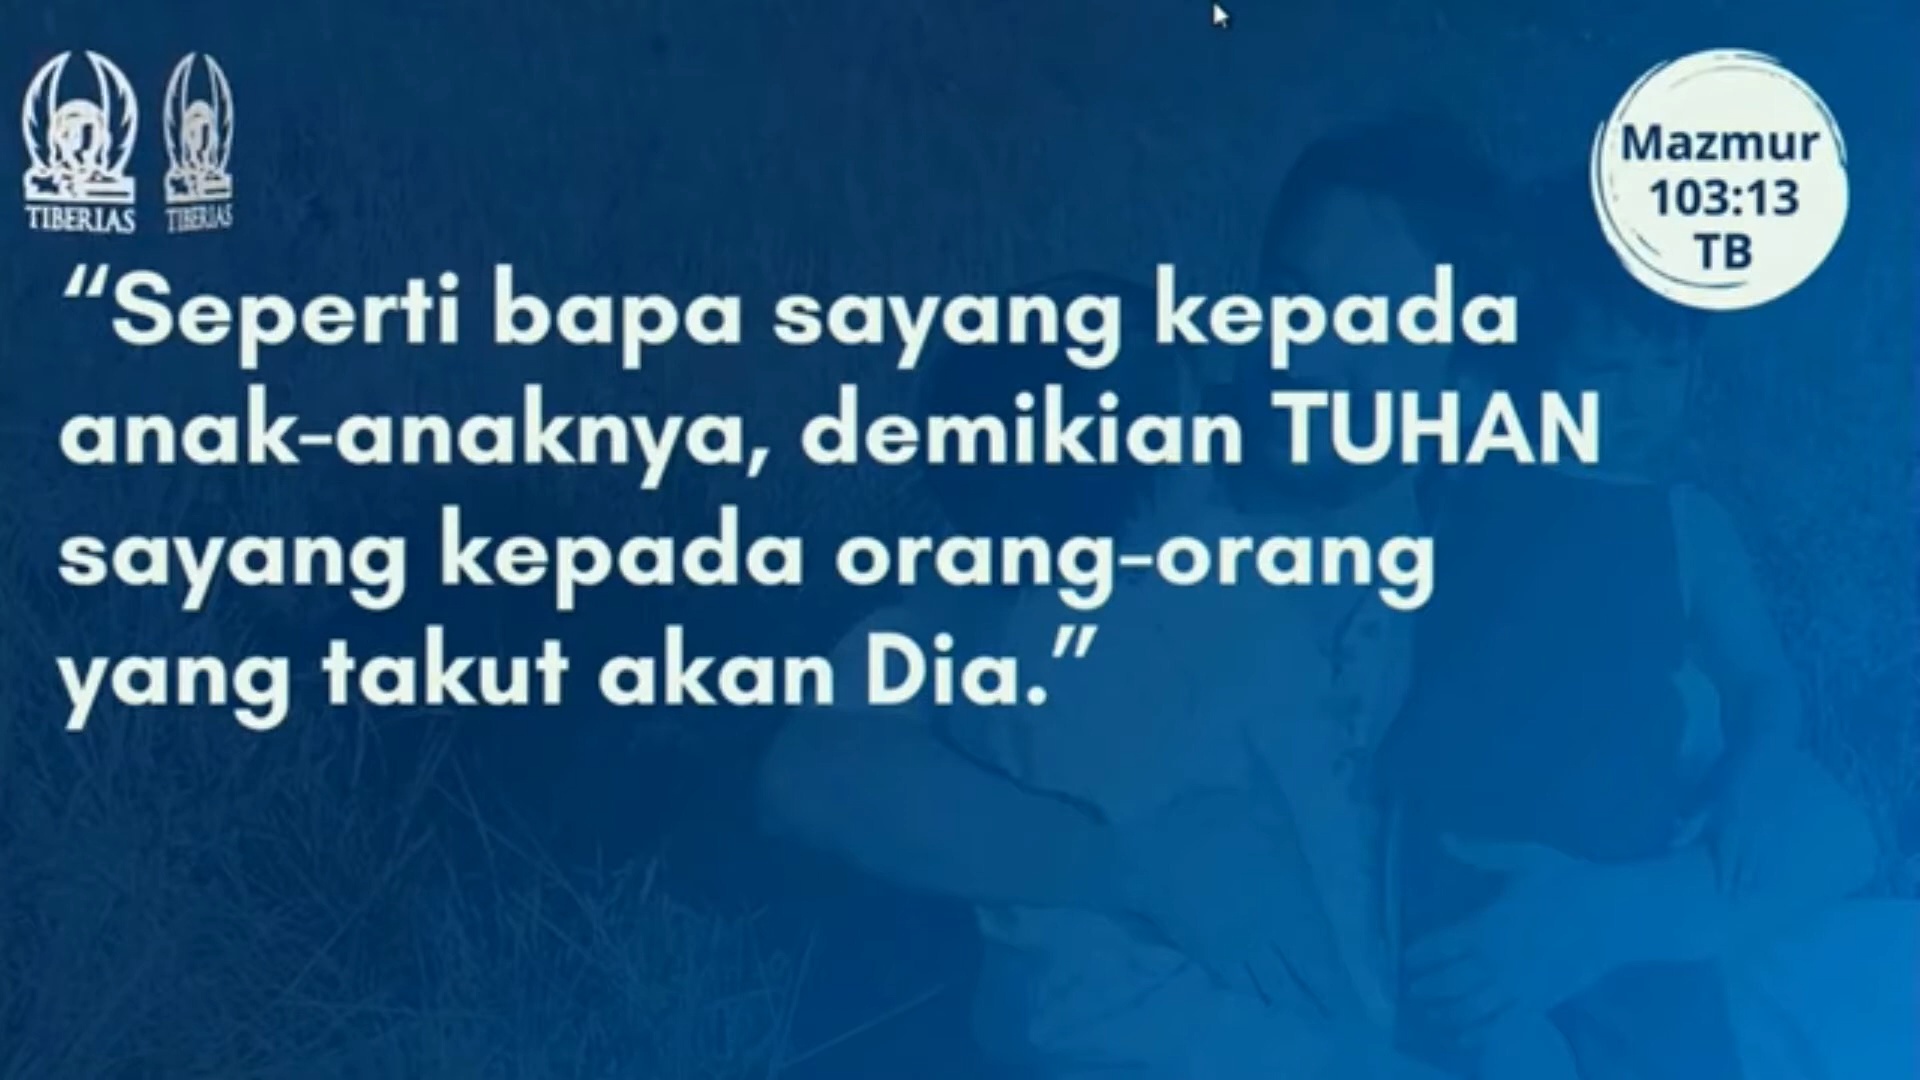 TIBERIAS
TIBERIAS
Mazmur
103:13
TB
“Seperti bapa sayang kepada
anak-anaknya, demikian TUHAN
sayang kepada orang-orang
yang takut akan Dia.”